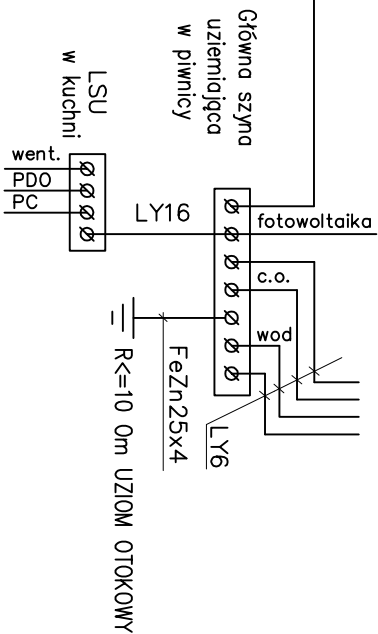 Główna szyna
uziemiająca
w piwnicy
LSU
w kuchni
went.
PDO
PC
LY16
fotowoltaika
c.o.
wod
FeZn25x4
LY6
R<=10 Om UZIOM OTOKOWY